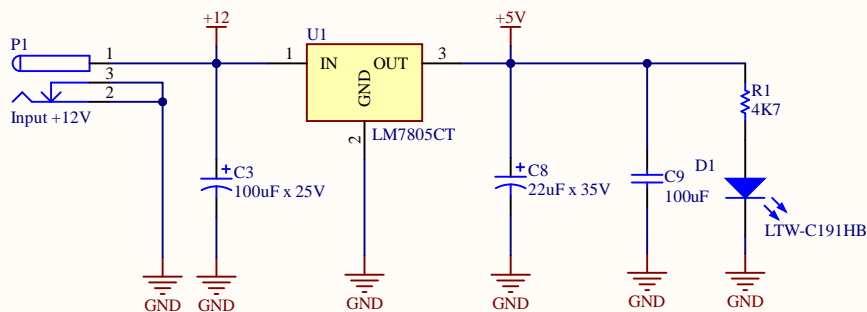 +12
+5V
P1
1
3
2
Input +12V
U1
1
IN
OUT
GND
3
2
LM7805CT
C3
100uF x 25V
C8
22uF x 35V
C9
100uF
R1
4K7
D1
LTW-C191HB
GND
GND
GND
GND
GND
GND